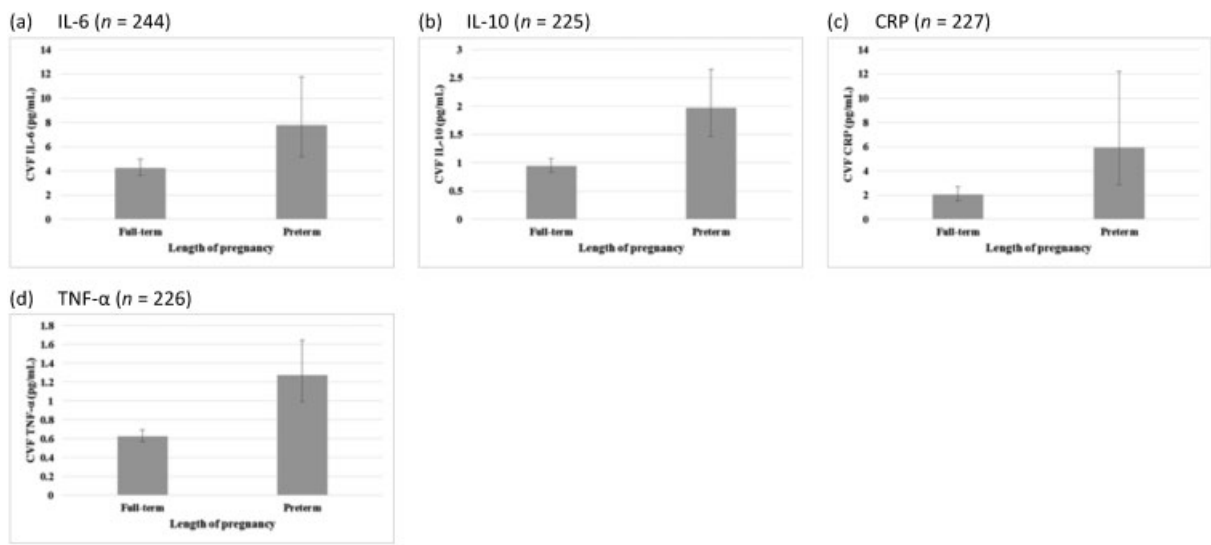 (a) IL-6 (n = 244)
CVF IL-6 (pg/mL)
14
12
10
8
6
4
2
0
Full-term Preterm
Length of pregnancy
(b) IL-10 (n = 225)
CVF IL-10 (pg/mL)
3
2.5
2
1.5
1
0.5
0
Full-term Preterm
Length of pregnancy
(c) CRP (n = 227)
CVF CRP (pg/mL)
14
12
10
8
6
4
2
0
Full-term Preterm
Length of pregnancy
(d) TNF-α (n = 226)
CVF TNF-α (pg/mL)
1.8
1.6
1.4
1.2
1
0.8
0.6
0.4
0.2
0
Full-term Preterm
Length of pregnancy